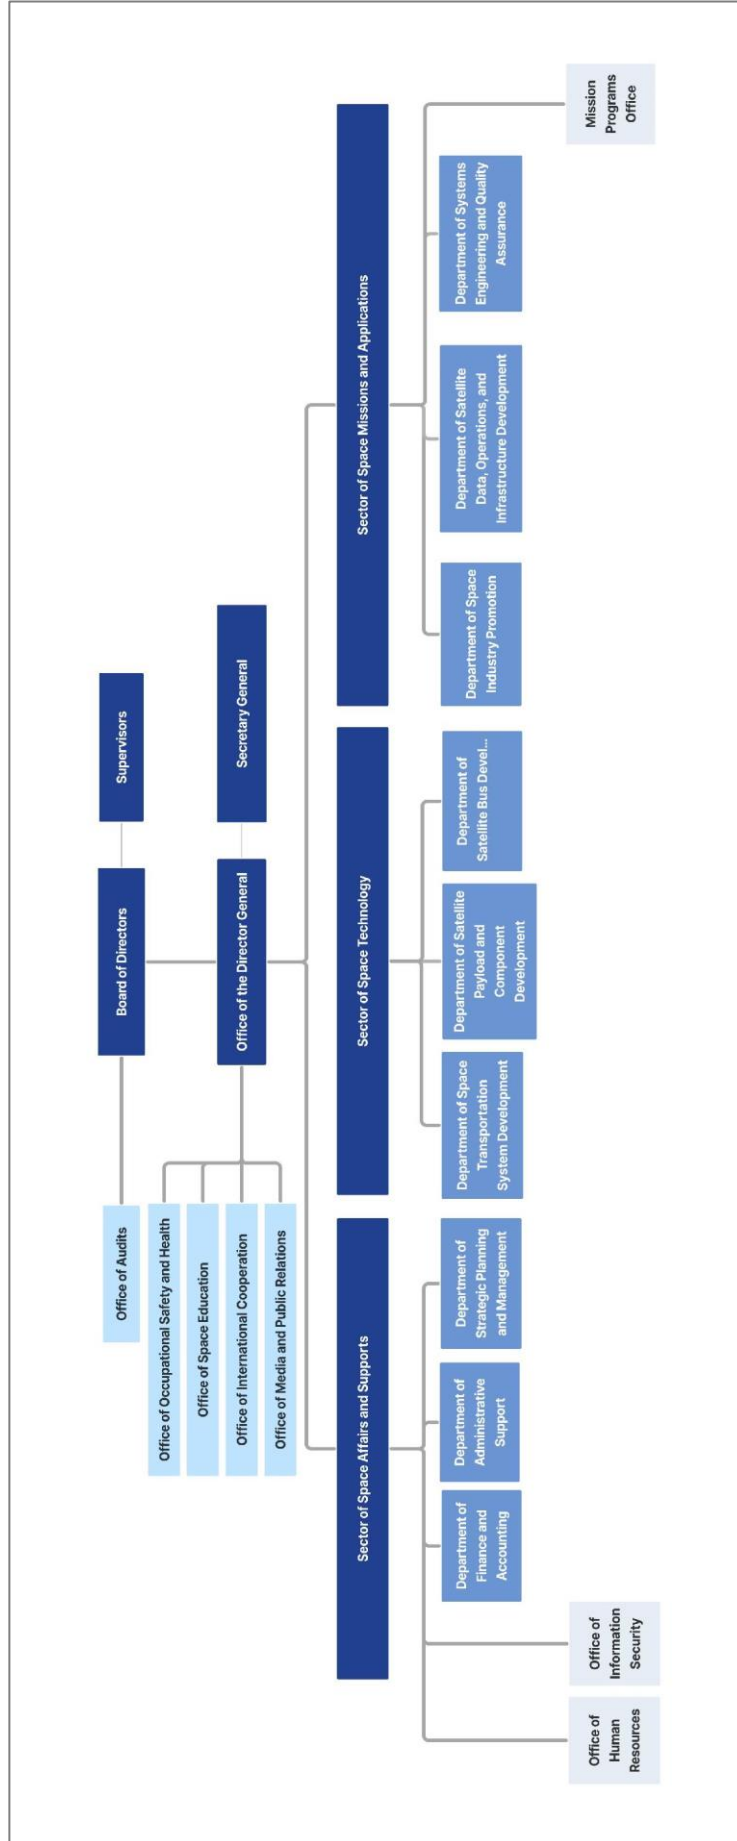 Board of Directors
Supervisors
Office of Audits
Office of the Director General
Secretary General
Office of Occupational Safety and Health
Office of Space Education
Office of International Cooperation
Office of Media and Public Relations
Sector of Space Affairs and Supports
Sector of Space Technology
Sector of Space Missions and Applications
Office of
Human
Resources
Office of
Information
Security
Department of
Finance and
Accounting
Department of
Administrative
Support
Department of
Strategic Planning
and Management
Department of Space
Transportation
System Development
Department of Satellite
Payload and
Component
Development
Department of
Satellite Bus Devel...
Department of Space
Industry Promotion
Department of Satellite
Data, Operations, and
Infrastructure Development
Department of Systems
Engineering and Quality
Assurance
Mission
Programs
Office